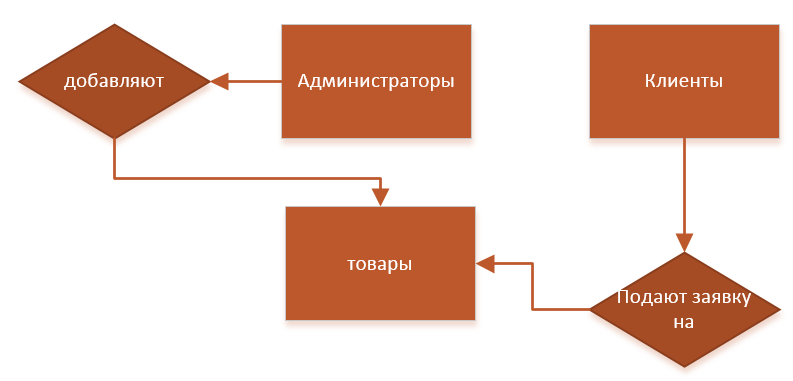 добавляют
Администраторы
Клиенты
товары
Подают заявку
на